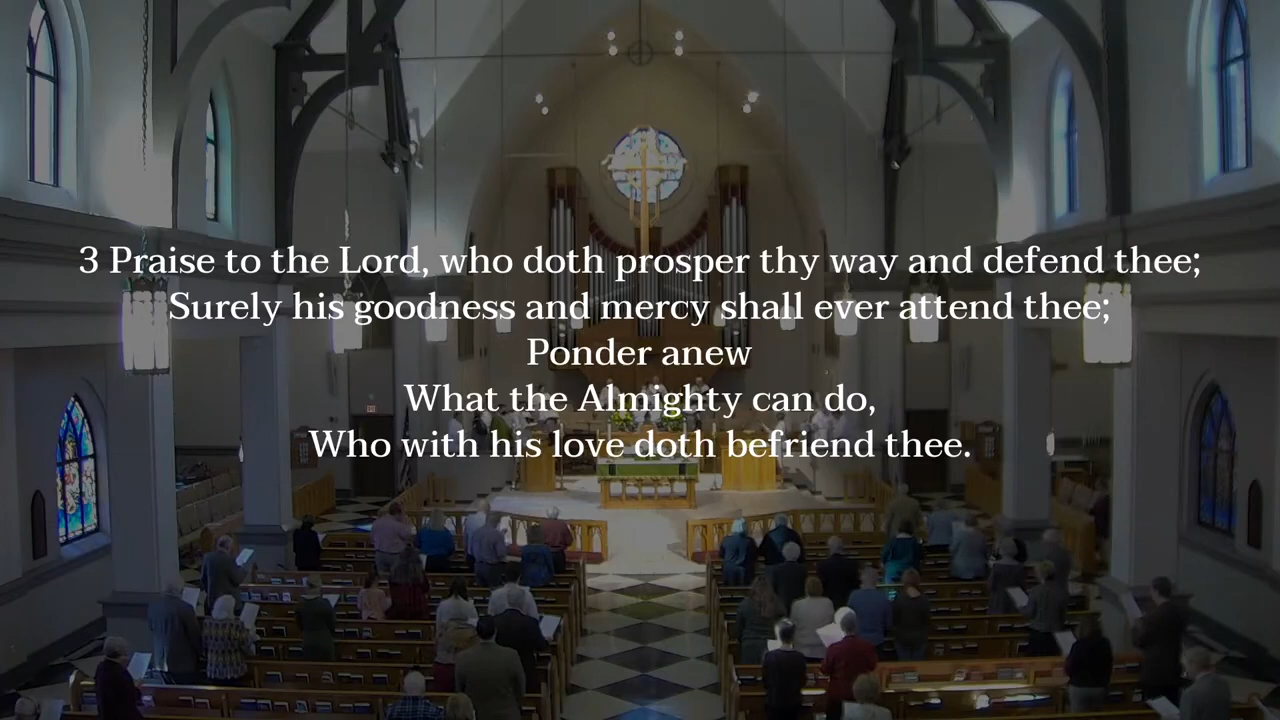 3 Praise to the Lord, who doth prosper thy way and defend thee;
Surely his goodness and mercy shall ever attend thee;
Ponder anew
What the Almighty can do,
Who with his love doth befriend thee.